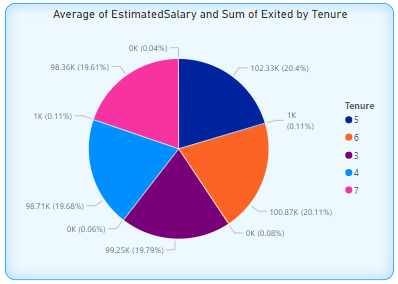 Average of EstimatedSalary and Sum of Exited by Tenure
0K (0.04%)
98.36K (19.61%)
102.33K (20.4%)
Tenure
5
6
3
4
7
1K (0.11%)
1K
(0.11%)
98.71K (19.68%)
100.87K (20.11%)
0K (0.06%)
0K (0.08%)
99.25K (19.79%)